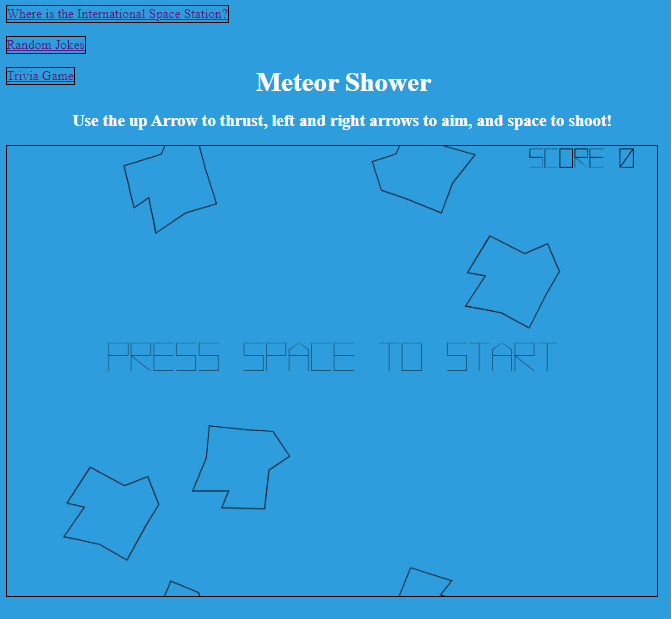 Where is the International Space Station?
Random Jokes
Trivia Game
Meteor Shower
Use the up Arrow to thrust, left and right arrows to aim, and space to shoot!
SCORE 0
PRESS SPACE TO START